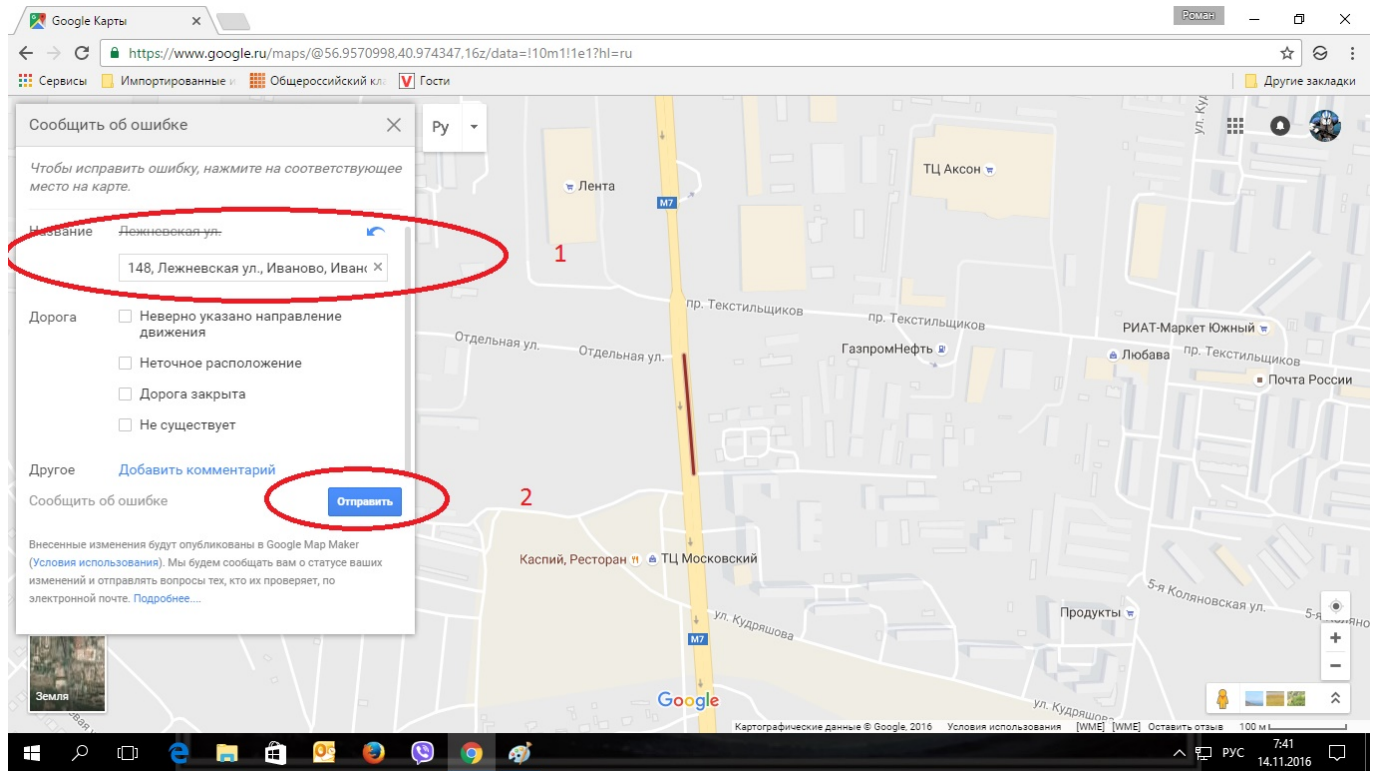 Google Карты
Роман
https://www.google.ru/maps/@56.9570998,40.974347,16z/data=!10m1!1e1?hl=ru
Сервисы
Импортированные и
Общероссийский кла
Гости
Другие закладки
Сообщить об ошибке
Ру
Чтобы исправить ошибку, нажмите на соответствующее
место на карте.
Название
Лежневская ул.
148, Лежневская ул., Иваново, Иванс
1
Дорога
Неверно указано направление
движения
Неточное расположение
Дорога закрыта
Не существует
Другое
Добавить комментарий
Сообщить об ошибке
Отправить
2
Внесенные изменения будут опубликованы в Google Map Maker
(Условия использования). Мы будем сообщать вам о статусе ваших
изменений и отправлять вопросы тех, кто их проверяет, по
электронной почте. Подробнее....
Земля
ул. Куд
ТЦ Аксон
Лента
M7
пр. Текстильщиков
пр. Текстильщиков
РИАТ-Маркет Южный
Отдельная ул.
Отдельная ул.
ГазпромНефть
Любава
пр. Текстильщиков
Почта России
Каспий, Ресторан
ТЦ Московский
5-я Коляновская ул.
5-я
Продукты
ул. Кудряшова
M7
ул. Кудряшова
Google
Картографические данные © Google, 2016
Условия использования
[WME]
[WME]
Оставить отзыв
100 м
РУС
7:41
14.11.2016